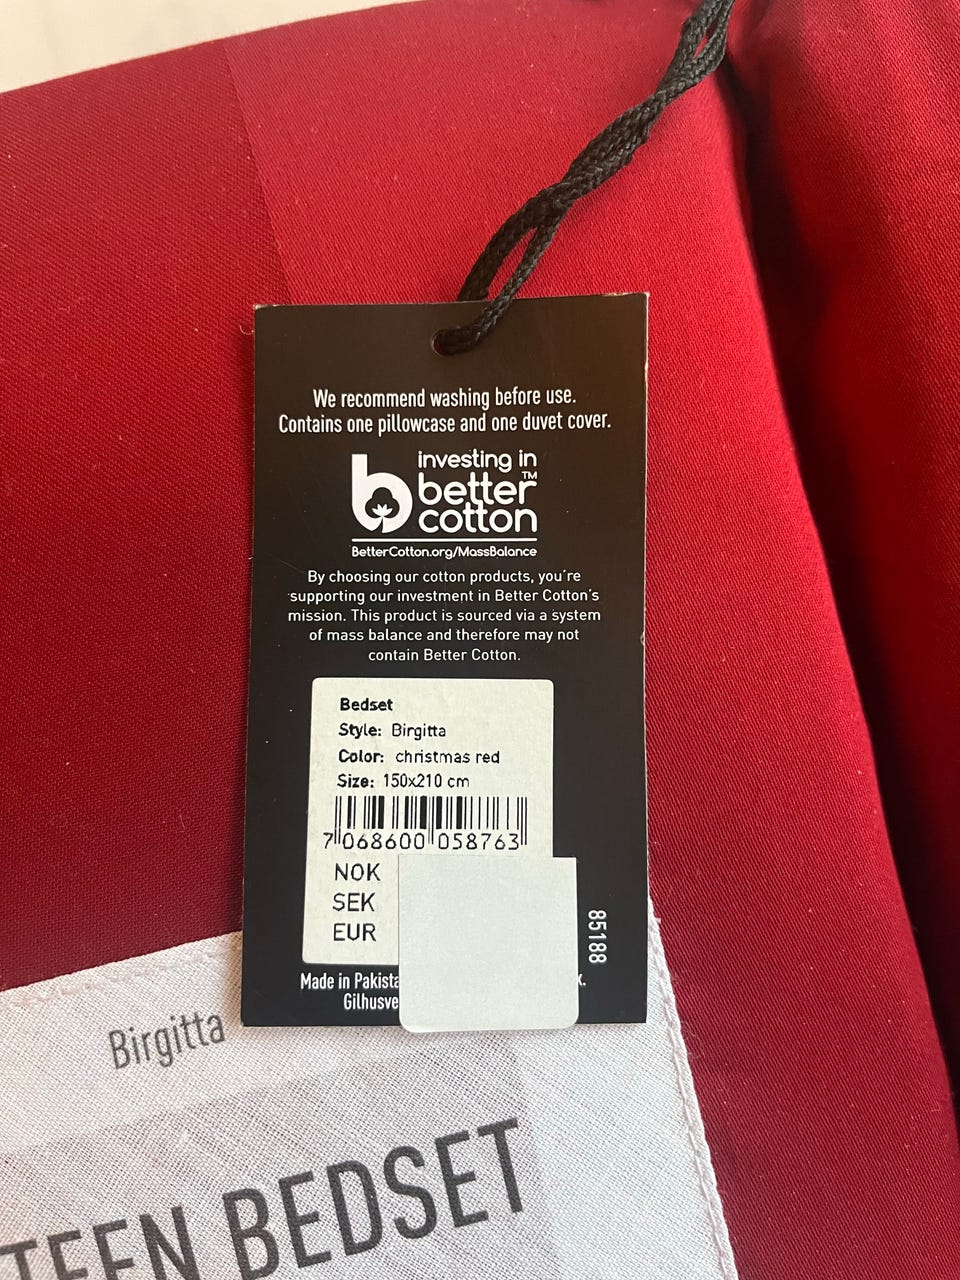 We recommend washing before use.
Contains one pillowcase and one duvet cover.
investing in
better™
cotton
BetterCotton.org/MassBalance
By choosing our cotton products, you're
supporting our investment in Better Cotton's
mission. This product is sourced via a system
of mass balance and therefore may not
contain Better Cotton.
Bedset
Style: Birgitta
Color: christmas red
Size: 150x210 cm
7 068600 058763
NOK
SEK
EUR
85188
Made in
Birgitta
BEDSET